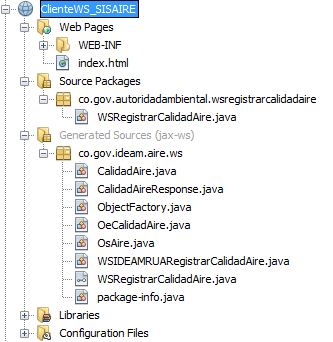 ClienteWS_SISAIRE
Web Pages
WEB-INF
index.html
Source Packages
co.gov.autoridadambiental.wsregistrarcalidadaire
WSRegistrarCalidadAire.java
Generated Sources (jax-ws)
co.gov.ideam.aire.ws
CalidadAire.java
CalidadAireResponse.java
ObjectFactory.java
OeCalidadAire.java
OsAire.java
WSIDEAMRUARegistrarCalidadAire.java
WSRegistrarCalidadAire.java
package-info.java
Libraries
Configuration Files